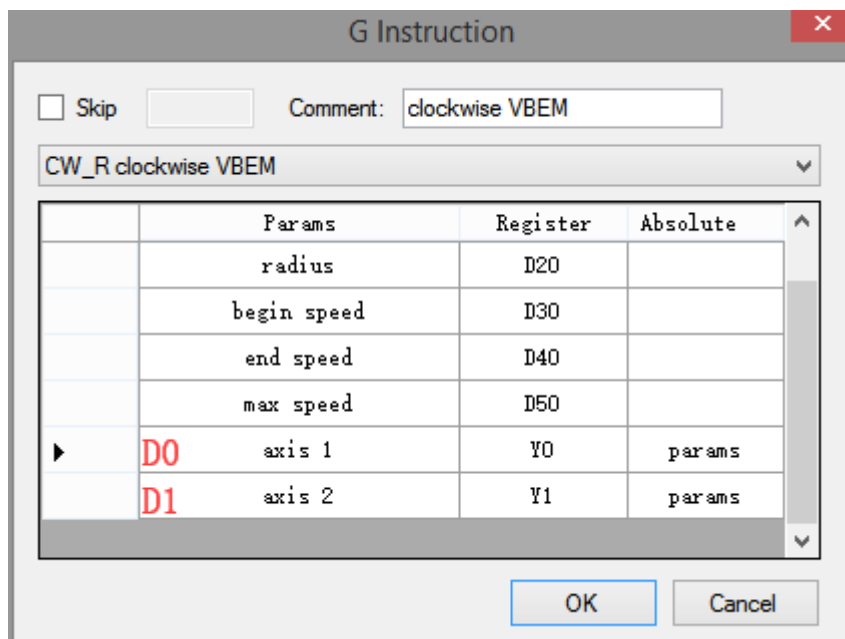 G Instruction
Skip Comment: clockwise VBEM
CW_R clockwise VBEM
Params Register Absolute
radius D20
begin speed D30
end speed D40
max speed D50
D0 axis 1 Y0 params
D1 axis 2 Y1 params
OK Cancel